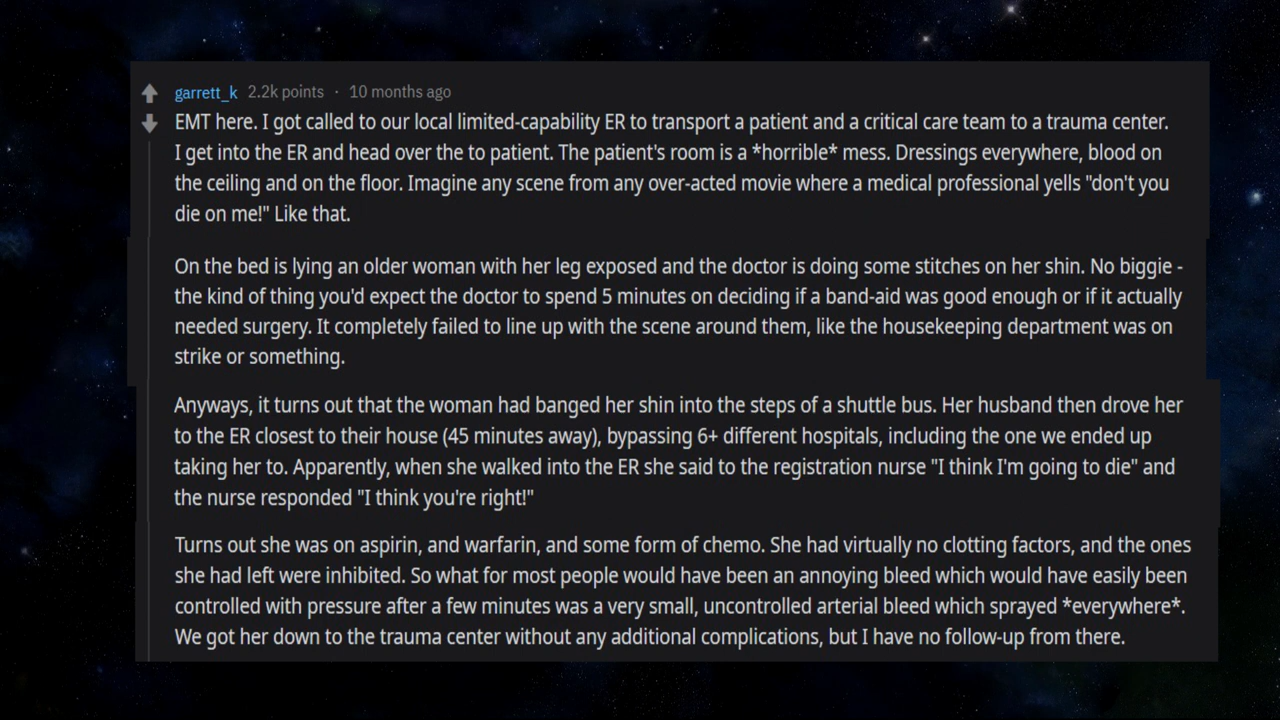 garrett_k 2.2k points · 10 months ago
EMT here. I got called to our local limited-capability ER to transport a patient and a critical care team to a trauma center.
I get into the ER and head over the to patient. The patient's room is a *horrible* mess. Dressings everywhere, blood on
the ceiling and on the floor. Imagine any scene from any over-acted movie where a medical professional yells "don't you
die on me!" Like that.
On the bed is lying an older woman with her leg exposed and the doctor is doing some stitches on her shin. No biggie -
the kind of thing you'd expect the doctor to spend 5 minutes on deciding if a band-aid was good enough or if it actually
needed surgery. It completely failed to line up with the scene around them, like the housekeeping department was on
strike or something.
Anyways, it turns out that the woman had banged her shin into the steps of a shuttle bus. Her husband then drove her
to the ER closest to their house (45 minutes away), bypassing 6+ different hospitals, including the one we ended up
taking her to. Apparently, when she walked into the ER she said to the registration nurse "I think I'm going to die" and
the nurse responded "I think you're right!"
Turns out she was on aspirin, and warfarin, and some form of chemo. She had virtually no clotting factors, and the ones
she had left were inhibited. So what for most people would have been an annoying bleed which would have easily been
controlled with pressure after a few minutes was a very small, uncontrolled arterial bleed which sprayed *everywhere*.
We got her down to the trauma center without any additional complications, but I have no follow-up from there.